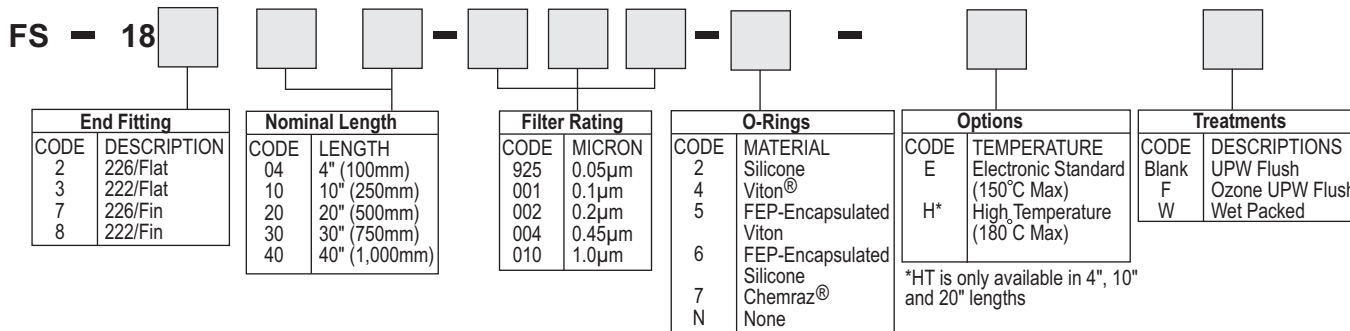 FS - 18 - - -
End Fitting
CODE DESCRIPTION
2 226/Flat
3 222/Flat
7 226/Fin
8 222/Fin
Nominal Length
CODE LENGTH
04 4" (100mm)
10 10" (250mm)
20 20" (500mm)
30 30" (750mm)
40 40" (1,000mm)
Filter Rating
CODE MICRON
925 0.05µm
001 0.1µm
002 0.2µm
004 0.45µm
010 1.0µm
O-Rings
CODE MATERIAL
2 Silicone
4 Viton®
5 FEP-Encapsulated
Viton
6 FEP-Encapsulated
Silicone
7 Chemraz®
N None
Options
CODE TEMPERATURE
E Electronic Standard
(150°C Max)
H* High Temperature
(180°C Max)
*HT is only available in 4", 10"
and 20" lengths
Treatments
CODE DESCRIPTIONS
Blank UPW Flush
F Ozone UPW Flush
W Wet Packed